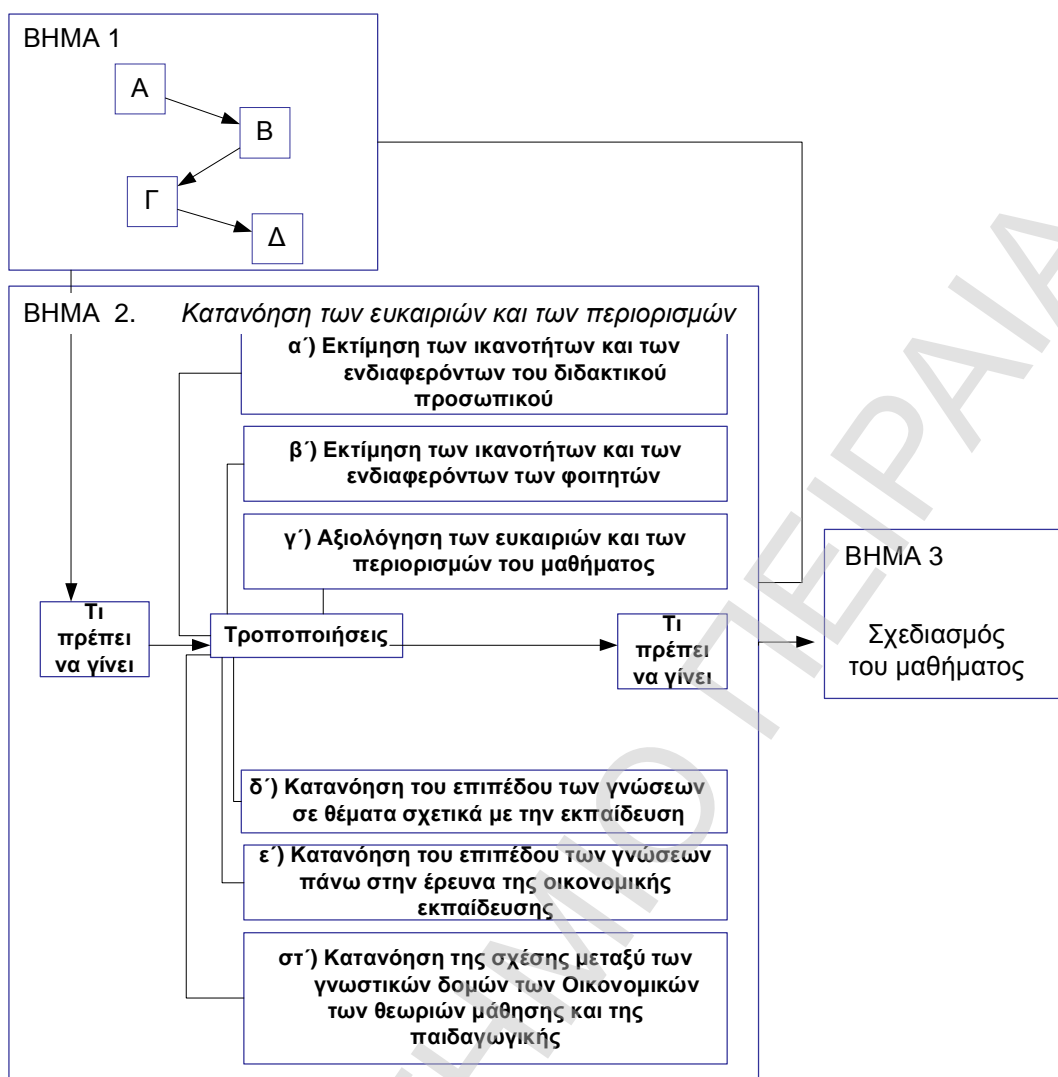 ΒΗΜΑ 1
Α
Β
Γ
Δ
ΒΗΜΑ 2. Κατανόηση των ευκαιριών και των περιορισμών
α΄) Εκτίμηση των ικανοτήτων και των
ενδιαφερόντων του διδακτικού
προσωπικού
β΄) Εκτίμηση των ικανοτήτων και των
ενδιαφερόντων των φοιτητών
γ΄) Αξιολόγηση των ευκαιριών και των
περιορισμών του μαθήματος
Τι
πρέπει
να γίνει
Τροποποιήσεις
Τι
πρέπει
να γίνει
ΒΗΜΑ 3
Σχεδιασμός
του μαθήματος
δ΄) Κατανόηση του επιπέδου των γνώσεων
σε θέματα σχετικά με την εκπαίδευση
ε΄) Κατανόηση του επιπέδου των γνώσεων
πάνω στην έρευνα της οικονομικής
εκπαίδευσης
στ΄) Κατανόηση της σχέσης μεταξύ των
γνωστικών δομών των Οικονομικών
των θεωριών μάθησης και της
παιδαγωγικής
ΤΗΜΙΟ ΠΕΙΡΑΙΑ